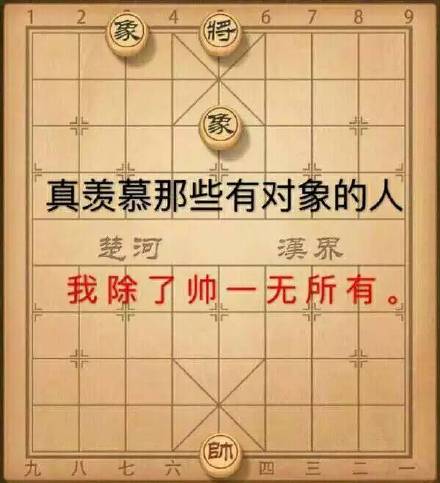 1 2 3 4 5 6 7 8 9
象 將
象
真羡慕那些有对象的人
楚河 漢界
我除了帅一无所有。
帥
九 八 七 六 五 四 三 二 一